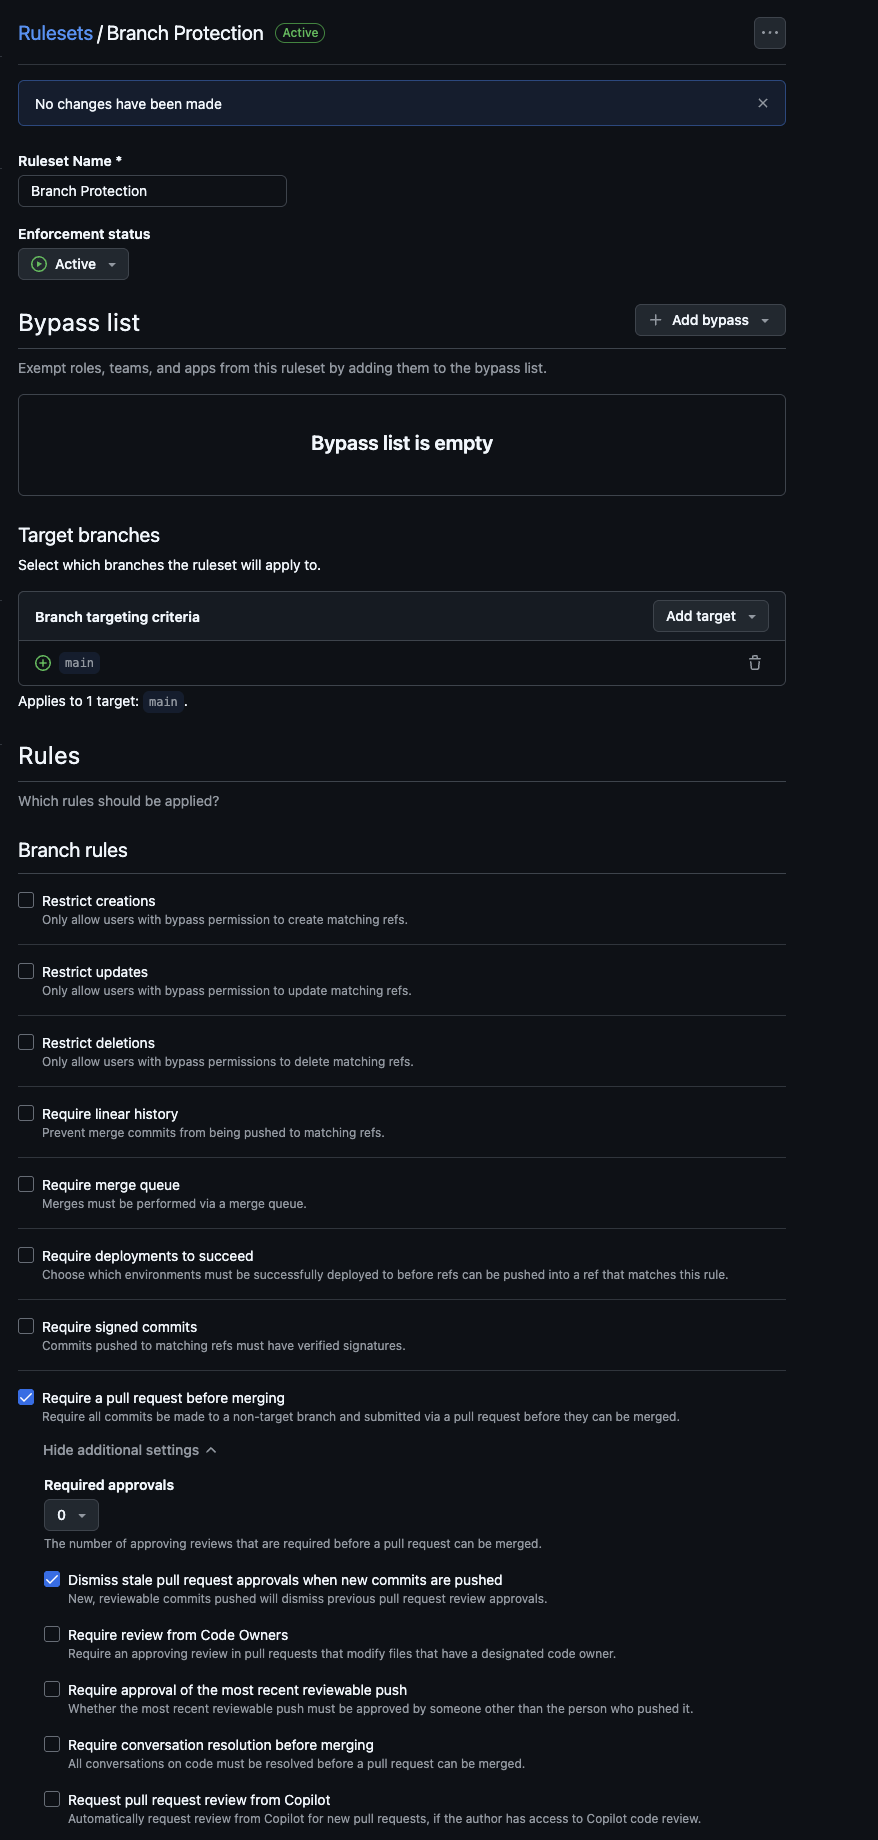 Rulesets / Branch Protection Active
No changes have been made
Ruleset Name *
Branch Protection
Enforcement status
Active
Bypass list
Add bypass
Exempt roles, teams, and apps from this ruleset by adding them to the bypass list.
Bypass list is empty
Target branches
Select which branches the ruleset will apply to.
Branch targeting criteria
Add target
main
Applies to 1 target: main.
Rules
Which rules should be applied?
Branch rules
Restrict creations
Only allow users with bypass permission to create matching refs.
Restrict updates
Only allow users with bypass permission to update matching refs.
Restrict deletions
Only allow users with bypass permissions to delete matching refs.
Require linear history
Prevent merge commits from being pushed to matching refs.
Require merge queue
Merges must be performed via a merge queue.
Require deployments to succeed
Choose which environments must be successfully deployed to before refs can be pushed into a ref that matches this rule.
Require signed commits
Commits pushed to matching refs must have verified signatures.
Require a pull request before merging
Require all commits be made to a non-target branch and submitted via a pull request before they can be merged.
Hide additional settings
Required approvals
0
The number of approving reviews that are required before a pull request can be merged.
Dismiss stale pull request approvals when new commits are pushed
New, reviewable commits pushed will dismiss previous pull request review approvals.
Require review from Code Owners
Require an approving review in pull requests that modify files that have a designated code owner.
Require approval of the most recent reviewable push
Whether the most recent reviewable push must be approved by someone other than the person who pushed it.
Require conversation resolution before merging
All conversations on code must be resolved before a pull request can be merged.
Request pull request review from Copilot
Automatically request review from Copilot for new pull requests, if the author has access to Copilot code review.